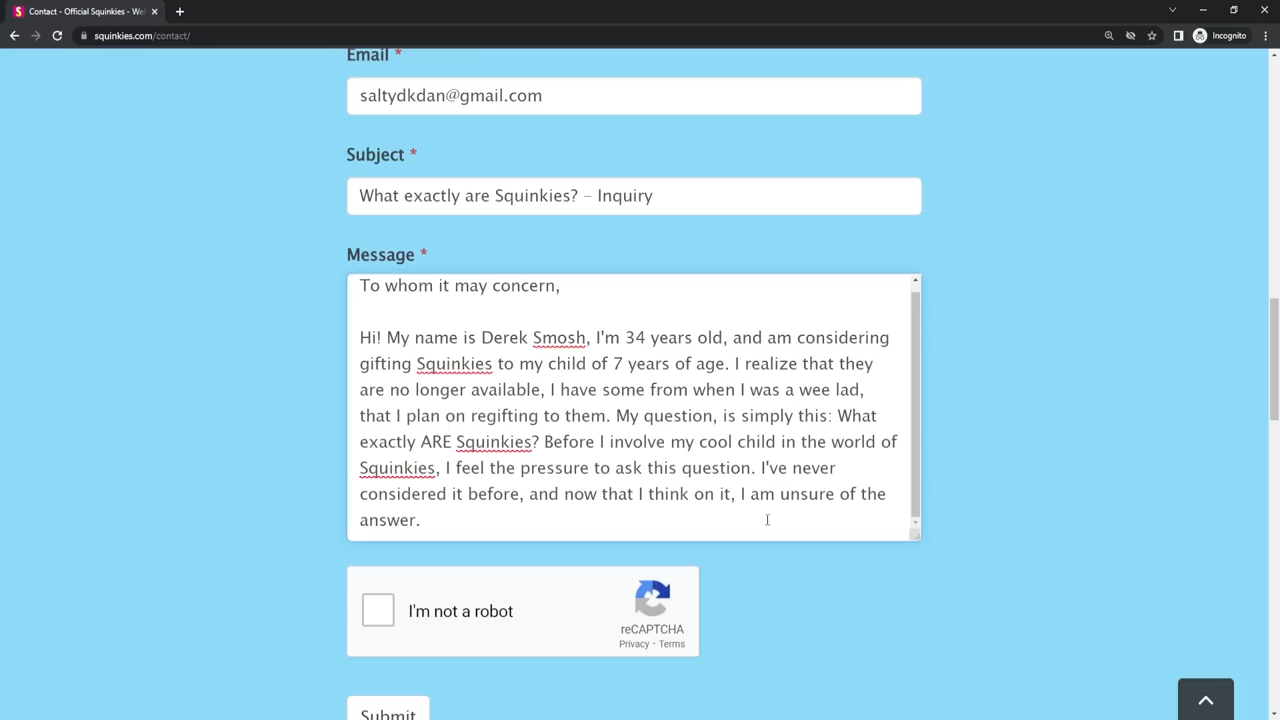 Contact - Official Squinkies - Wel
squinkies.com/contact/
Incognito
Email *
saltydkdan@gmail.com
Subject *
What exactly are Squinkies? – Inquiry
Message *
To whom it may concern,
Hi! My name is Derek Smosh, I'm 34 years old, and am considering
gifting Squinkies to my child of 7 years of age. I realize that they
are no longer available, I have some from when I was a wee lad,
that I plan on regifting to them. My question, is simply this: What
exactly ARE Squinkies? Before I involve my cool child in the world of
Squinkies, I feel the pressure to ask this question. I've never
considered it before, and now that I think on it, I am unsure of the
answer.
I'm not a robot
reCAPTCHA
Privacy - Terms
Submit